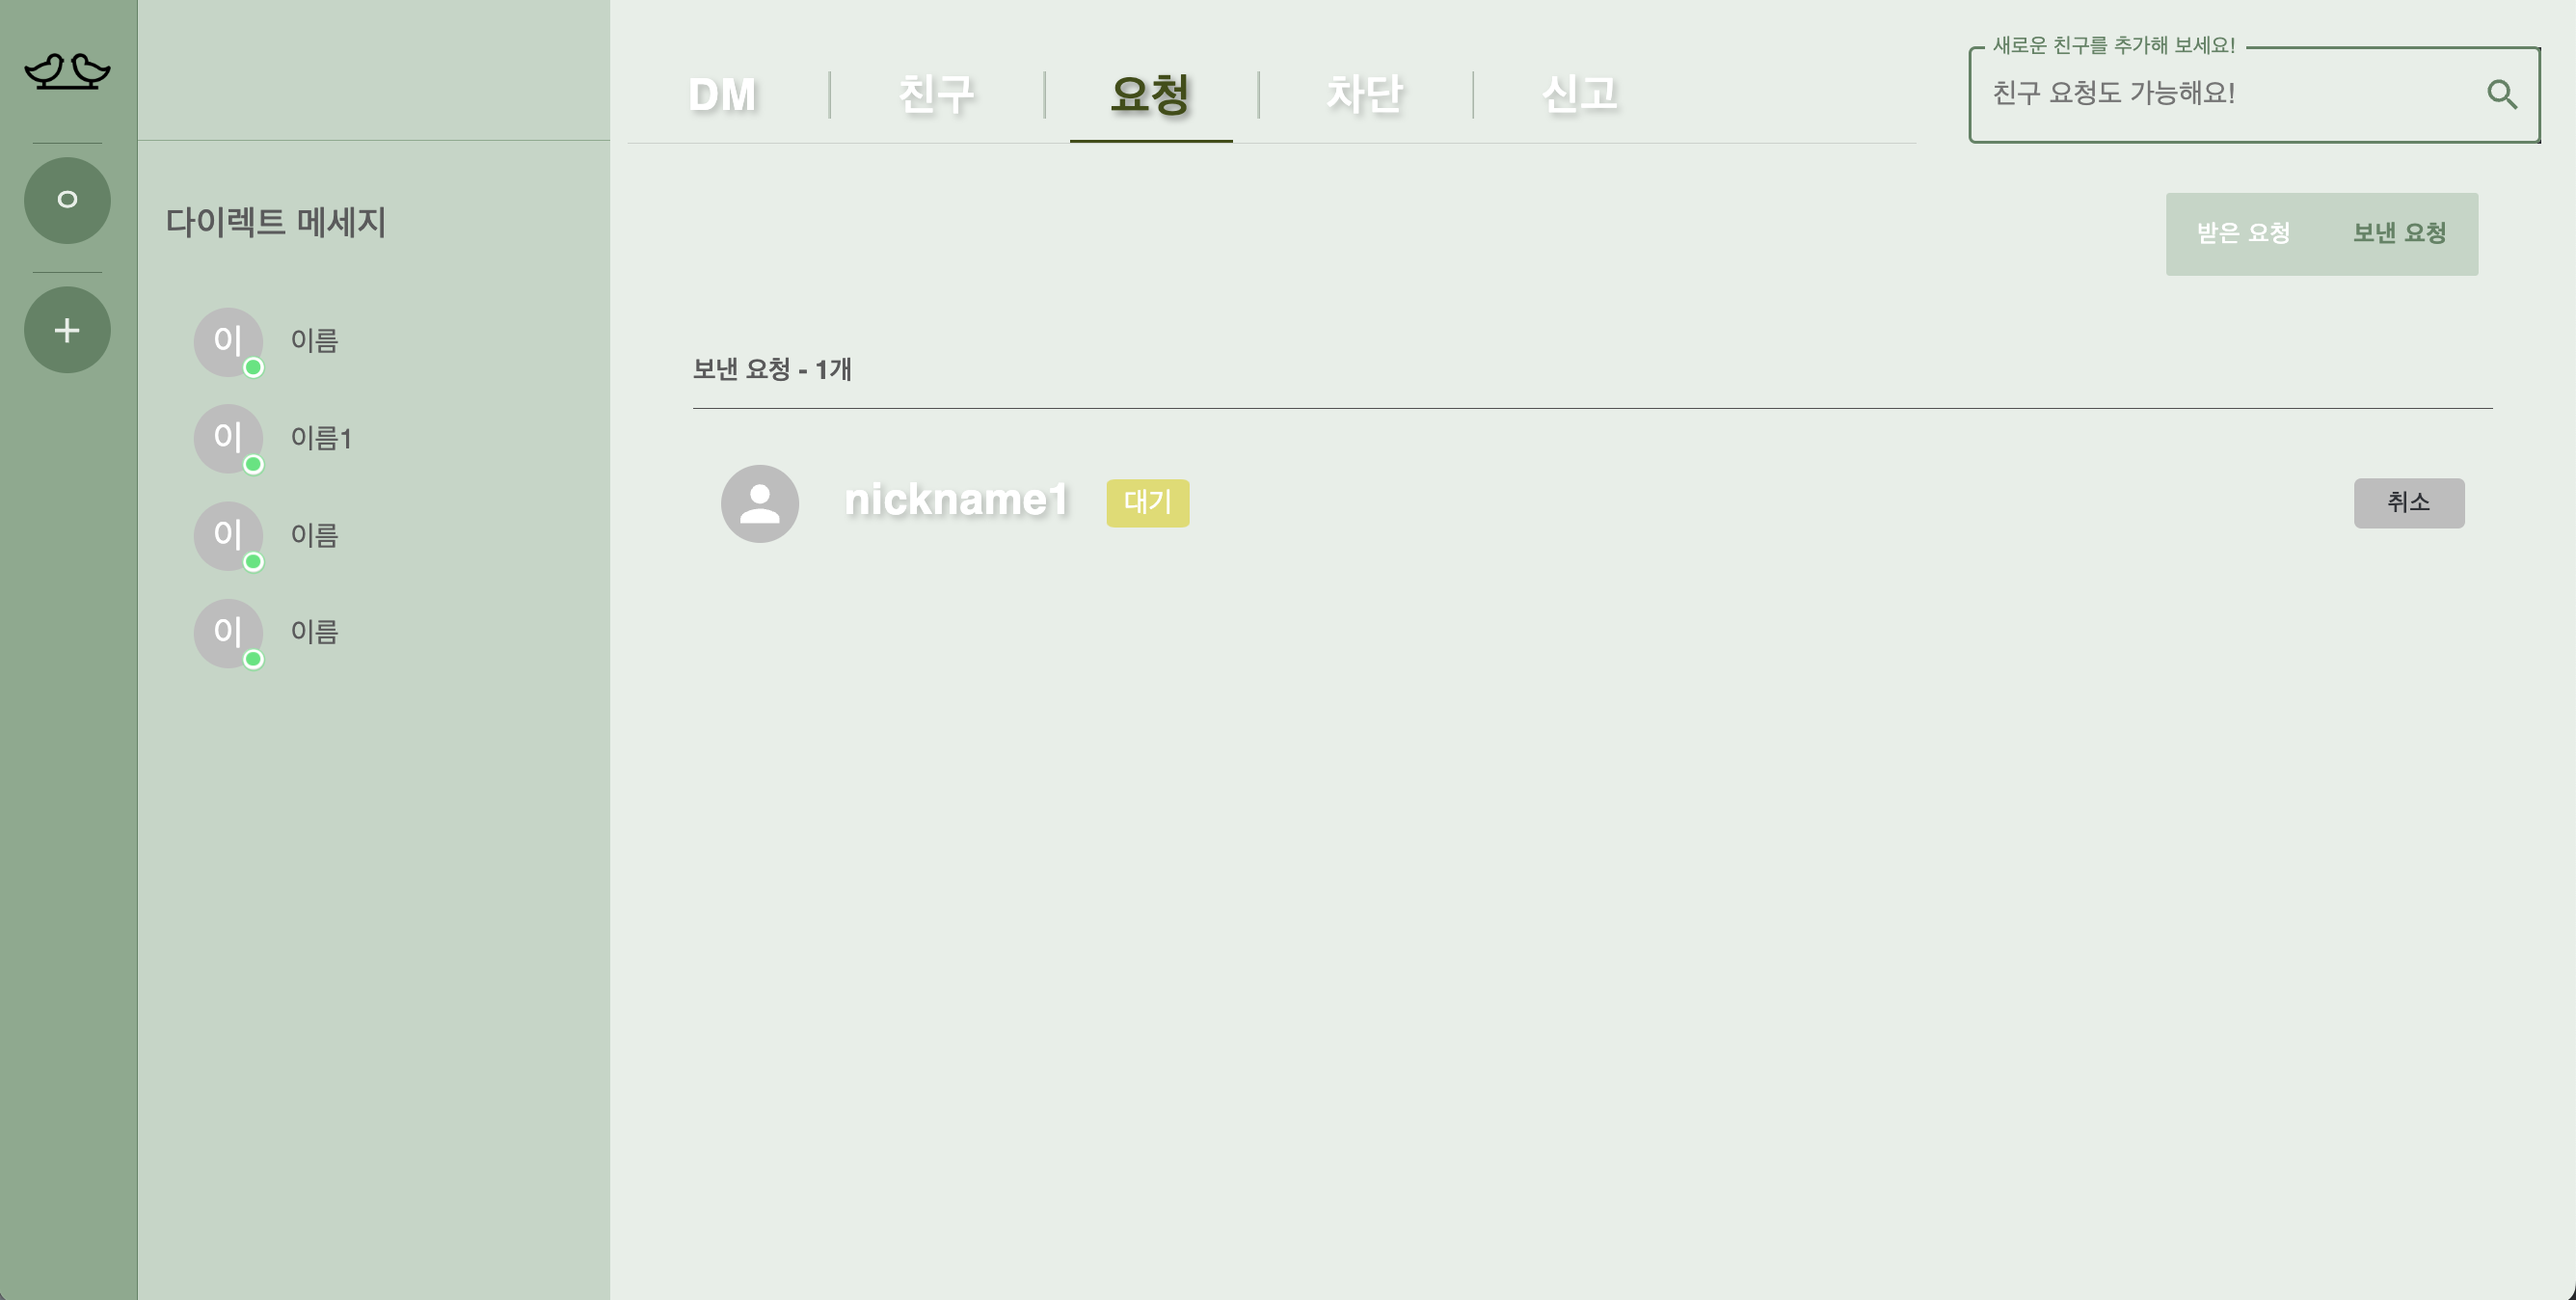 DM
친구
요청
차단
신고
새로운 친구를 추가해 보세요!
친구 요청도 가능해요!
ㅇ
+
다이렉트 메세지
이 이름
이 이름1
이 이름
이 이름
받은 요청 보낸 요청
보낸 요청 - 1개
nickname1 대기 취소